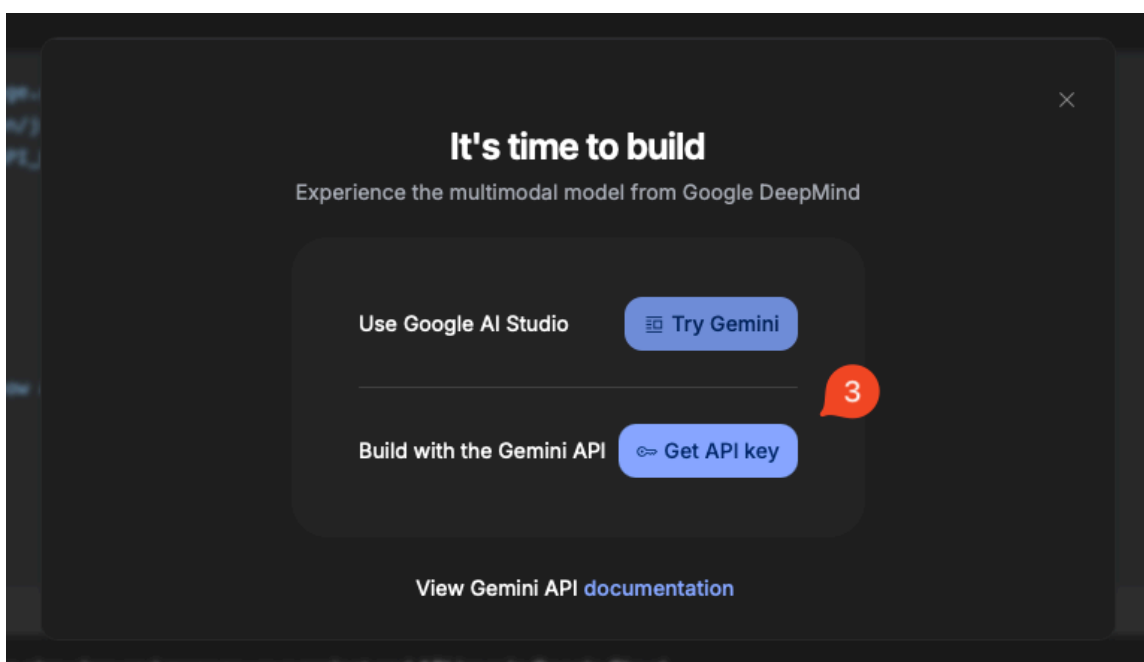 It's time to build
Experience the multimodal model from Google DeepMind
Use Google AI Studio
Try Gemini
3
Build with the Gemini API
Get API key
View Gemini API documentation